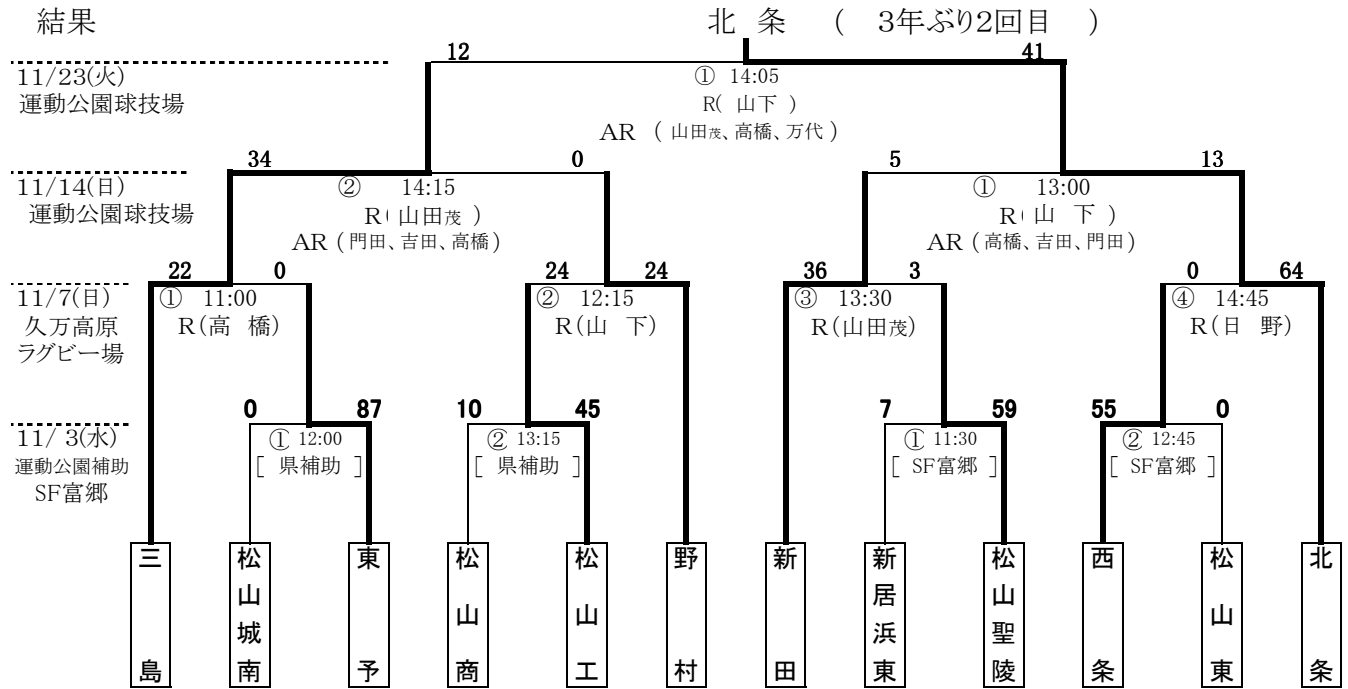 結果
北 条 ( 3年ぶり2回目 )
12 41
11/23(火)
運動公園球技場
① 14:05
R( 山下 )
AR ( 山田茂、高橋、万代 )
34 0 5 13
11/14(日)
運動公園球技場
② 14:15
R( 山田茂 )
AR ( 門田、吉田、高橋 )
① 13:00
R( 山 下 )
AR ( 高橋、吉田、門田 )
22 0 24 24 36 3 0 64
11/7(日)
久万高原
ラグビー場
① 11:00
R(高 橋)
② 12:15
R(山 下)
③ 13:30
R(山田茂)
④ 14:45
R(日 野)
0 87 10 45 7 59 55 0
11/ 3(水)
運動公園補助
SF富郷
① 12:00
[ 県補助 ]
② 13:15
[ 県補助 ]
① 11:30
[ SF富郷 ]
② 12:45
[ SF富郷 ]
三島
松山城南
東予
松山商
松山工
野村
新田
新居浜東
松山聖陵
西条
松山東
北条